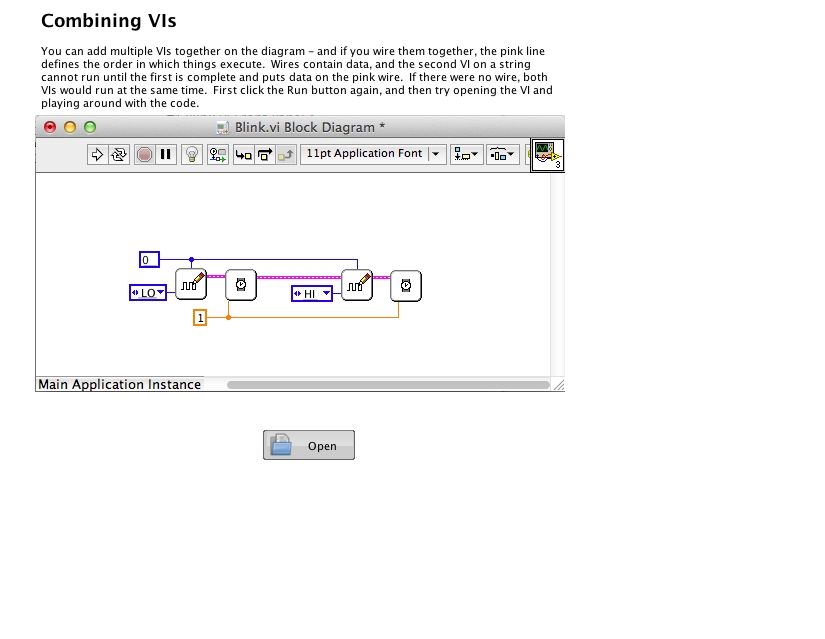 Combining VIs
You can add multiple VIs together on the diagram – and if you wire them together, the pink line
defines the order in which things execute.  Wires contain data, and the second VI on a string
cannot run until the first is complete and puts data on the pink wire.  If there were no wire, both
VIs would run at the same time.  First click the Run button again, and then try opening the VI and
playing around with the code.
Blink.vi Block Diagram *
11pt Application Font
3
0
LO
HI
1
Main Application Instance
Open